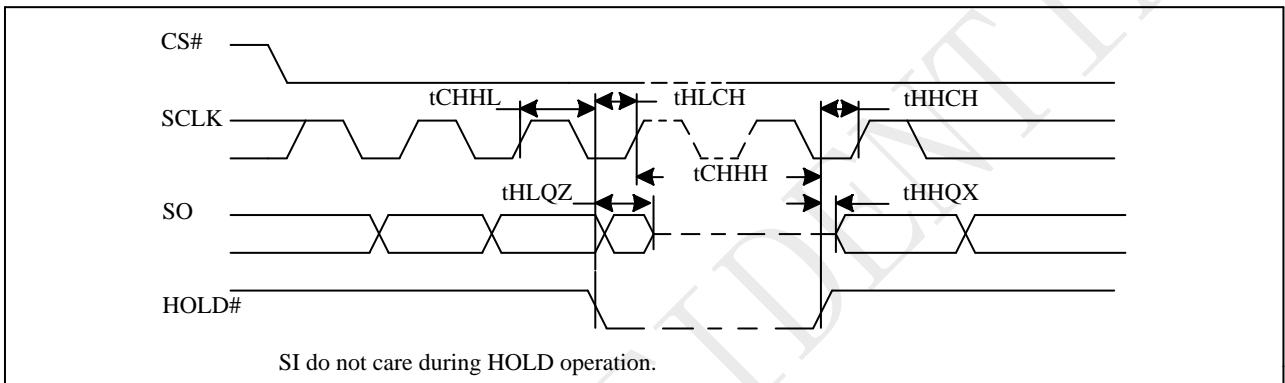 CS#
tCHHL
tHLCH
tHHCH
SCLK
tCHHH
tHLQZ
tHHQX
SO
HOLD#
SI do not care during HOLD operation.